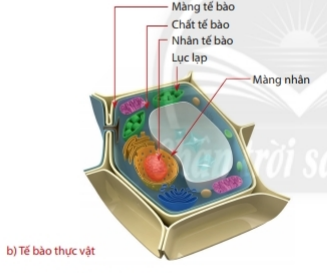 Màng tế bào
Chất tế bào
Nhân tế bào
Lục lạp
Màng nhân
b) Tế bào thực vật